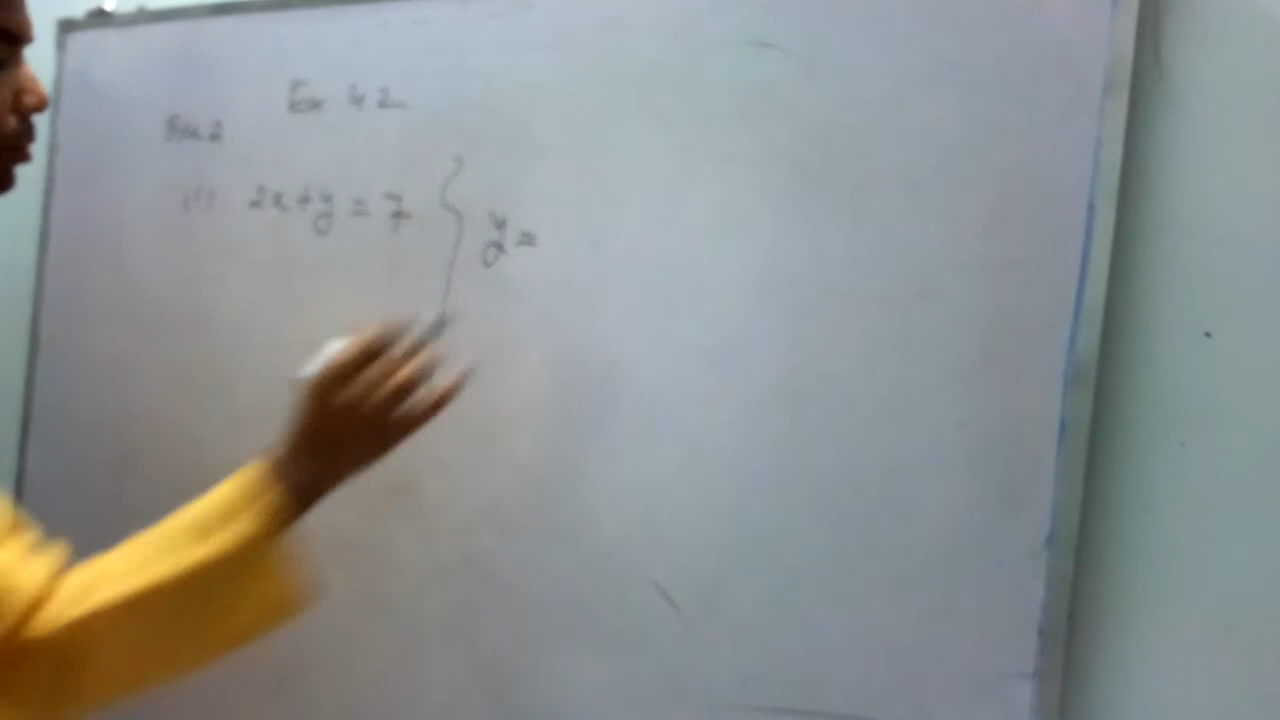 Ex 4.2
(i) 2x + y = 7
y =